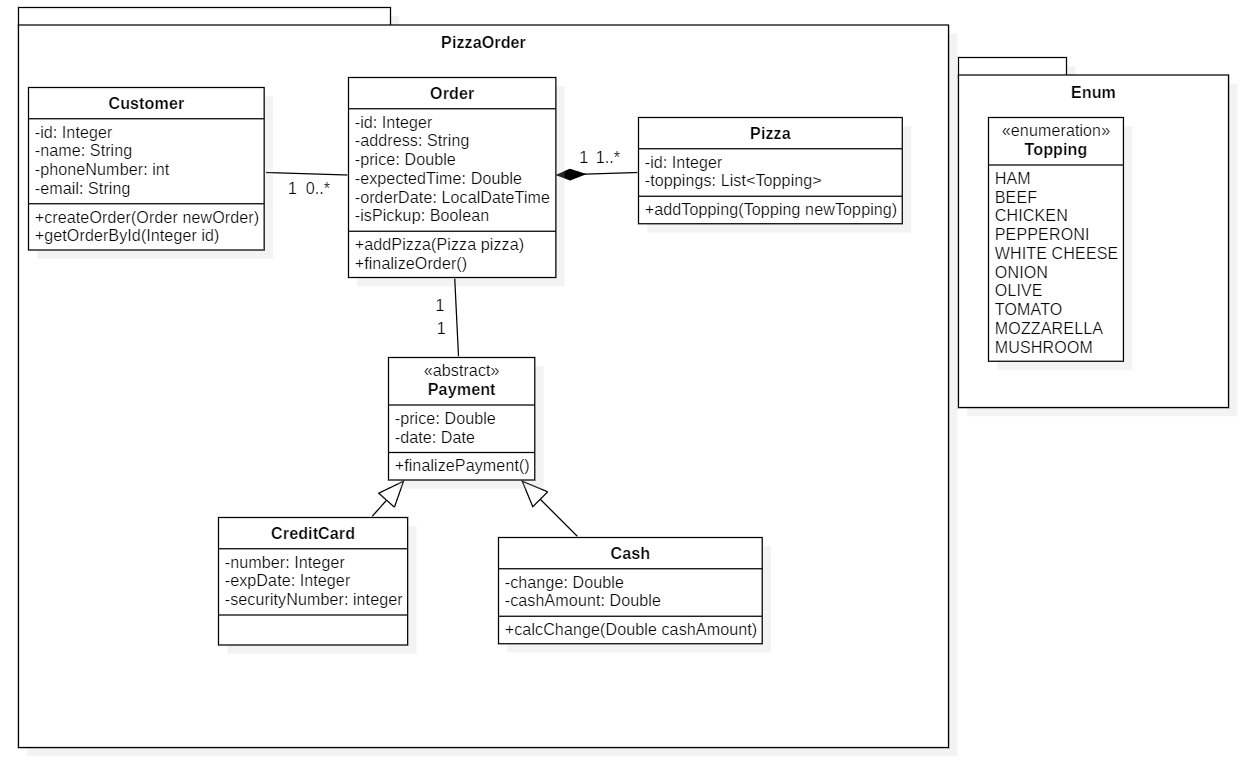 PizzaOrder
Customer
-id: Integer
-name: String
-phoneNumber: int
-email: String
+createOrder(Order newOrder)
+getOrderById(Integer id)
1 0..*
Order
-id: Integer
-address: String
-price: Double
-expectedTime: Double
-orderDate: LocalDateTime
-isPickup: Boolean
+addPizza(Pizza pizza)
+finalizeOrder()
1 1..*
Pizza
-id: Integer
-toppings: List<Topping>
+addTopping(Topping newTopping)
1
1
«abstract»
Payment
-price: Double
-date: Date
+finalizePayment()
CreditCard
-number: Integer
-expDate: Integer
-securityNumber: integer
Cash
-change: Double
-cashAmount: Double
+calcChange(Double cashAmount)
Enum
«enumeration»
Topping
HAM
BEEF
CHICKEN
PEPPERONI
WHITE CHEESE
ONION
OLIVE
TOMATO
MOZZARELLA
MUSHROOM